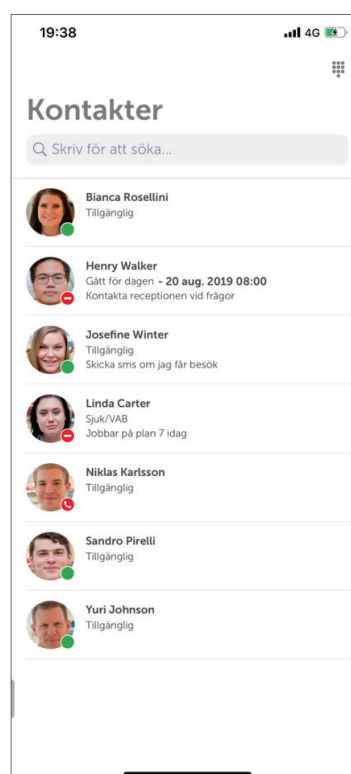 19:38
4G
Kontakter
Skriv för att söka...
Bianca Rosellini
Tillgänglig
Henry Walker
Gått för dagen - 20 aug. 2019 08:00
Kontakta receptionen vid frågor
Josefine Winter
Tillgänglig
Skicka sms om jag får besök
Linda Carter
Sjuk/VAB
Jobbar på plan 7 idag
Niklas Karlsson
Tillgänglig
Sandro Pirelli
Tillgänglig
Yuri Johnson
Tillgänglig